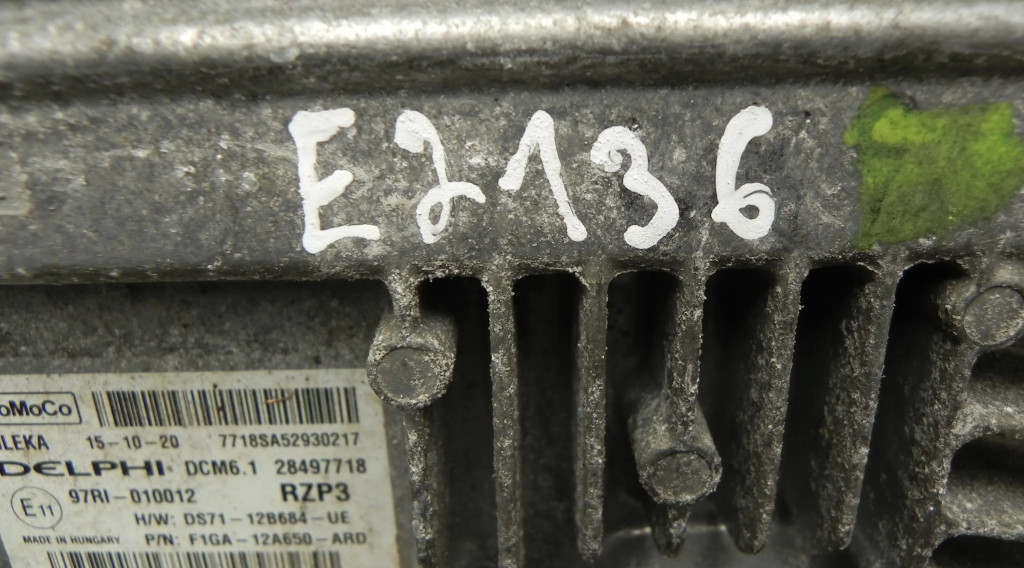 E2136
oMoCo
ILEKA 15-10-20 7718SA52930217
DELPHI DCM6.1 28497718
E11 97RI-010012 RZP3
H/W: DS71-12B684-UE
MADE IN HUNGARY P/N: F1GA-12A650-ARD